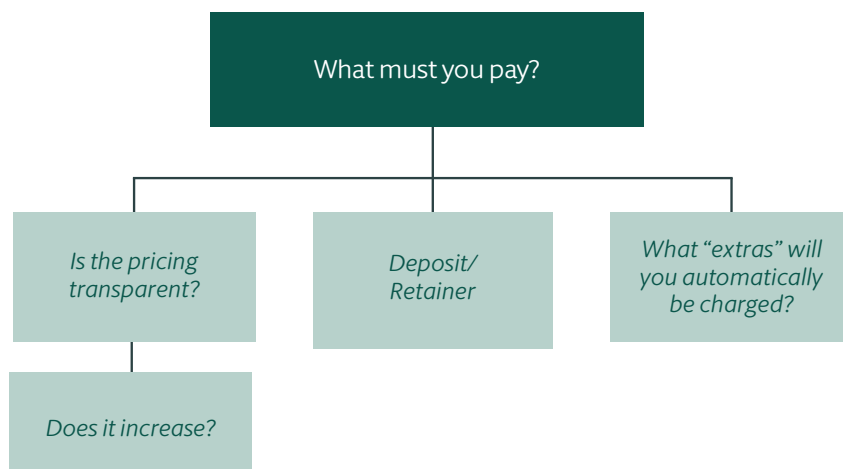 What must you pay?
Is the pricing
transparent?
Deposit/
Retainer
What “extras” will
you automatically
be charged?
Does it increase?